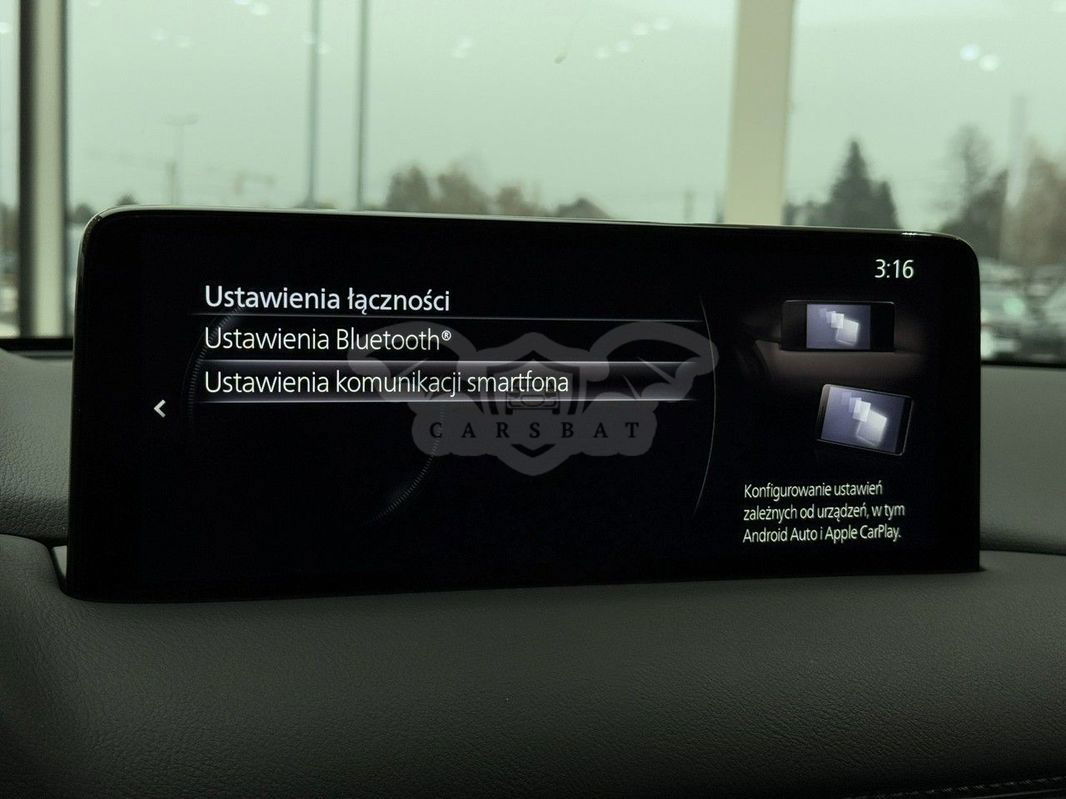 3:16
Ustawienia łączności
Ustawienia Bluetooth®
Ustawienia komunikacji smartfona
CARSBAT
Konfigurowanie ustawień
zależnych od urządzeń, w tym
Android Auto i Apple CarPlay.